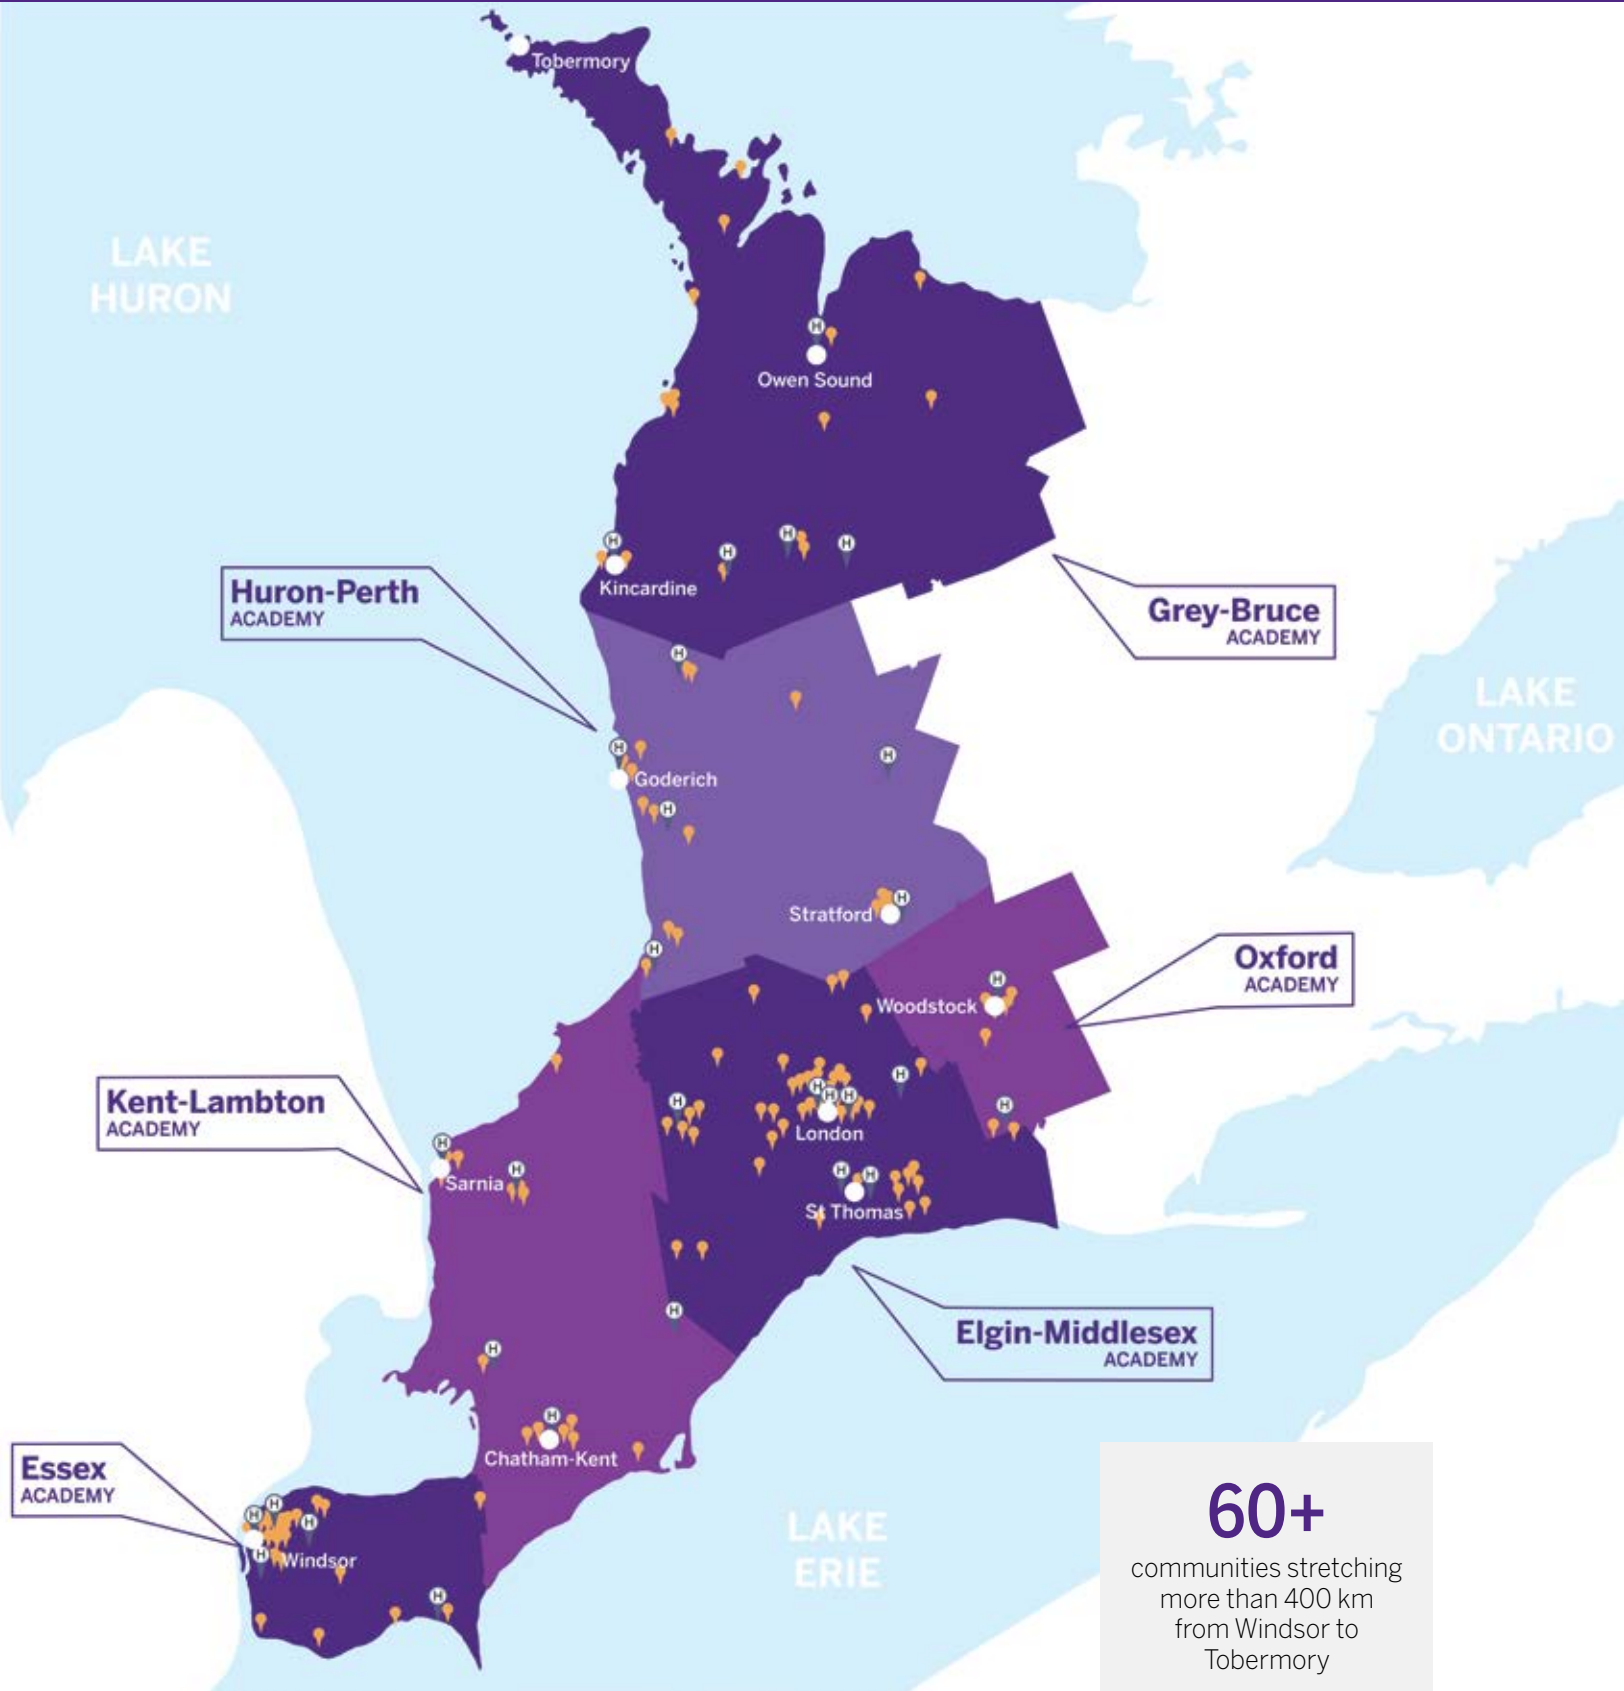 Tobermory
LAKE
HURON
H
Owen Sound
H
H
H
H
Kincardine
Huron-Perth
ACADEMY
Grey-Bruce
ACADEMY
H
LAKE
ONTARIO
H
H
Goderich
H
H
Stratford
H
Oxford
ACADEMY
H
Woodstock
Kent-Lambton
ACADEMY
H
H
H
H
H
H
London
H
Sarnia
H
H
H
St Thomas
H
Elgin-Middlesex
ACADEMY
H
H
Chatham-Kent
Essex
ACADEMY
H
H
H
H
Windsor
H
LAKE
ERIE
60+
communities stretching
more than 400 km
from Windsor to
Tobermory